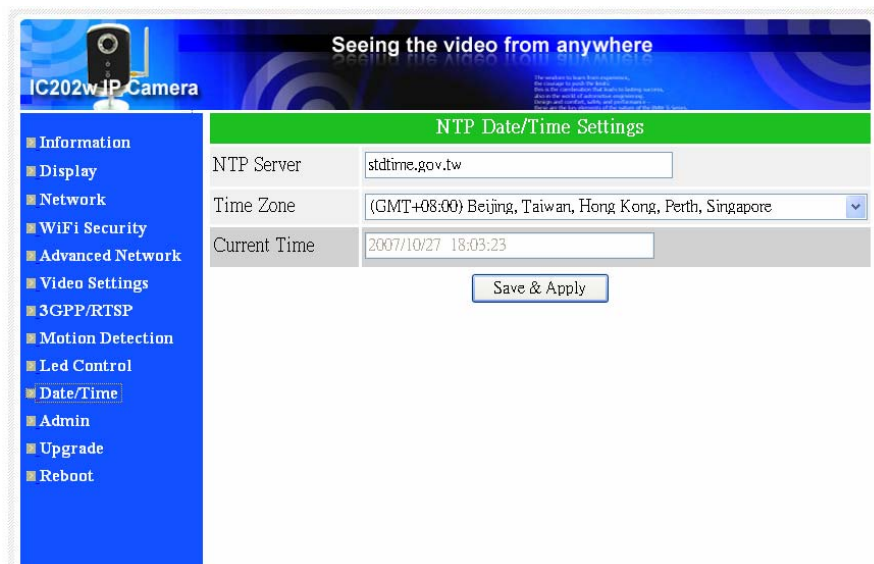 Seeing the video from anywhere
IC202w IP Camera
Information
Display
Network
WiFi Security
Advanced Network
Video Settings
3GPP/RTSP
Motion Detection
Led Control
Date/Time
Admin
Upgrade
Reboot
NTP Date/Time Settings
NTP Server stdtime.gov.tw
Time Zone (GMT+08:00) Beijing, Taiwan, Hong Kong, Perth, Singapore
Current Time 2007/10/27 18:03:23
Save & Apply